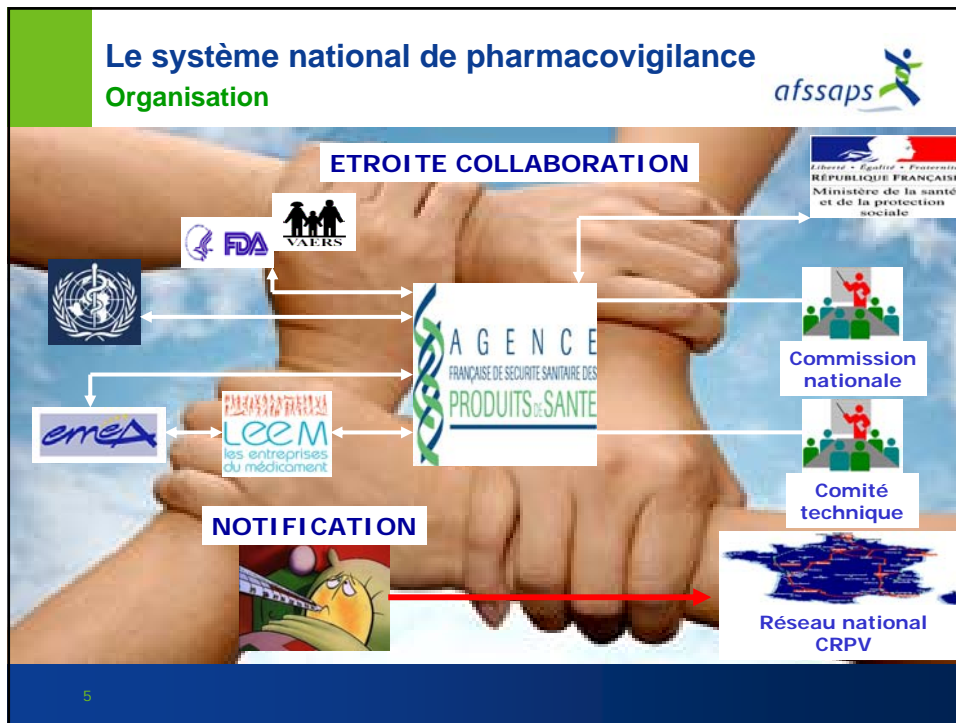 Le système national de pharmacovigilance
Organisation
afssaps
ETROITE COLLABORATION
Liberté • Égalité • Fraternité
RÉPUBLIQUE FRANÇAISE
Ministère de la santé
et de la protection
sociale
VAERS
FDA
AGENCE
FRANÇAISE DE SECURITE SANITAIRE DES
PRODUITS DE SANTE
Commission
nationale
emea
LEEM
les entreprises
du médicament
Comité
technique
NOTIFICATION
Réseau national
CRPV
5